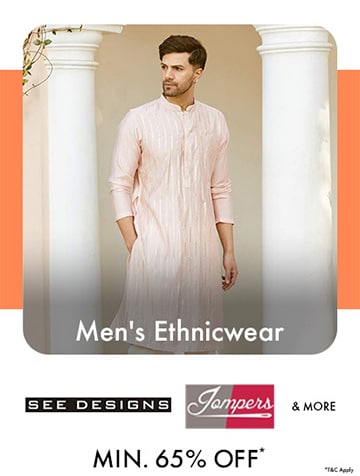 Men's Ethnicwear
SEE DESIGNS Jompers & MORE
MIN. 65% OFF*
*T&C Apply